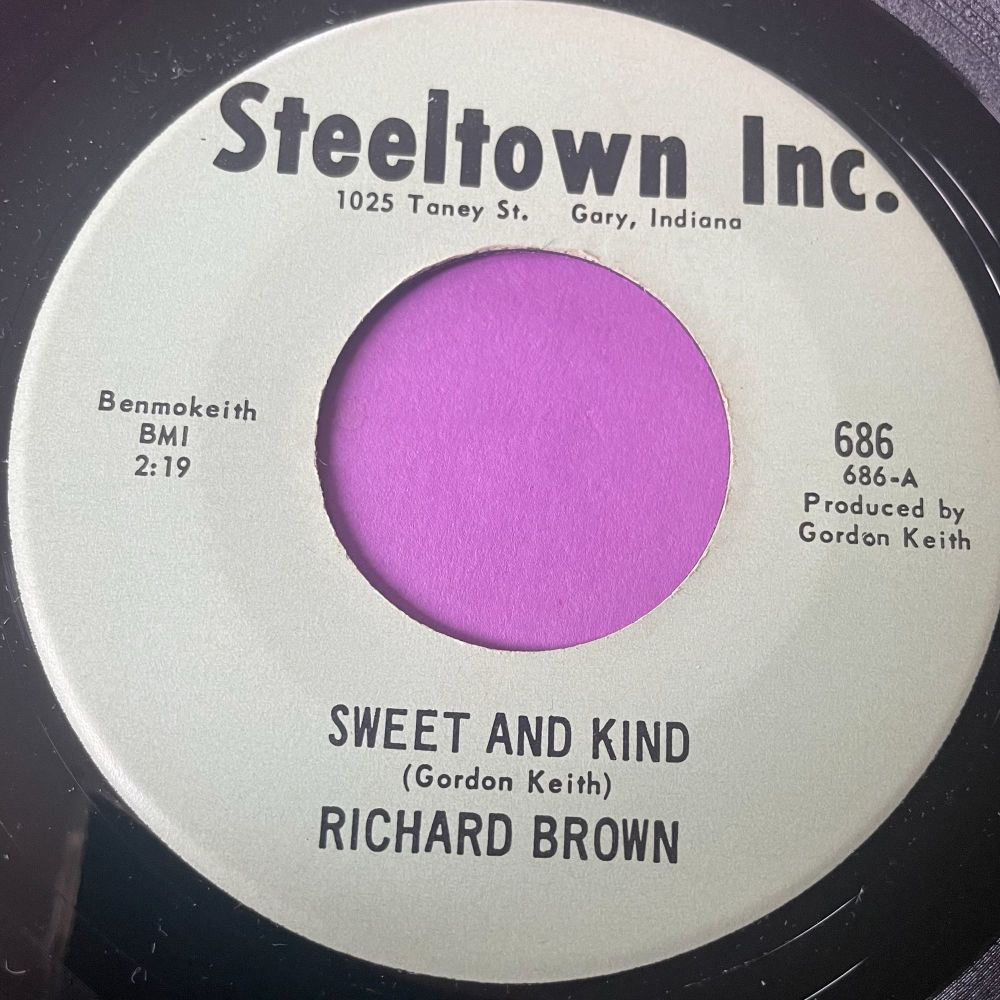 Steeltown Inc.
1025 Taney St. Gary, Indiana
Benmokeith
BMI
2:19
686
686-A
Produced by
Gordon Keith
SWEET AND KIND
(Gordon Keith)
RICHARD BROWN